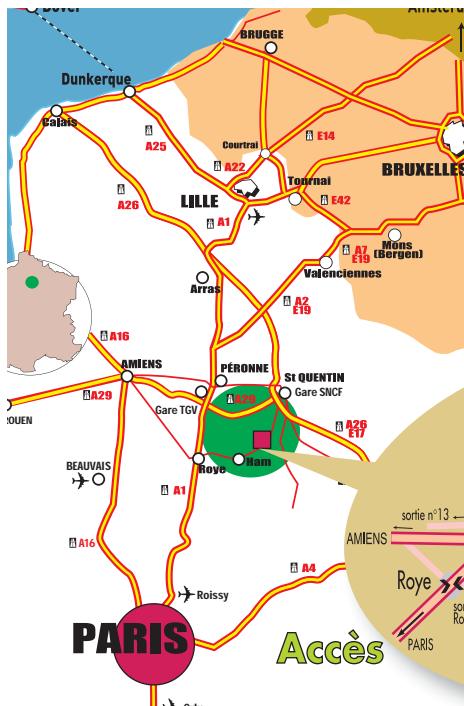 Dover
Amsterd
BRUGGE
Dunkerque
Calais
A25
Courtrai
E14
A22
BRUXELLES
A26
LILLE
Tournai
E42
A1
A7
E19
Mons
(Bergen)
Valenciennes
Arras
A2
E19
A16
AMIENS
PÉRONNE
St QUENTIN
Gare SNCF
A29
Gare TGV
A29
ROUEN
A26
E17
BEAUVAIS
Roye
Ham
A1
sortie n°13
AMIENS
A16
A4
Roye
Roissy
PARIS
Accès
PARIS